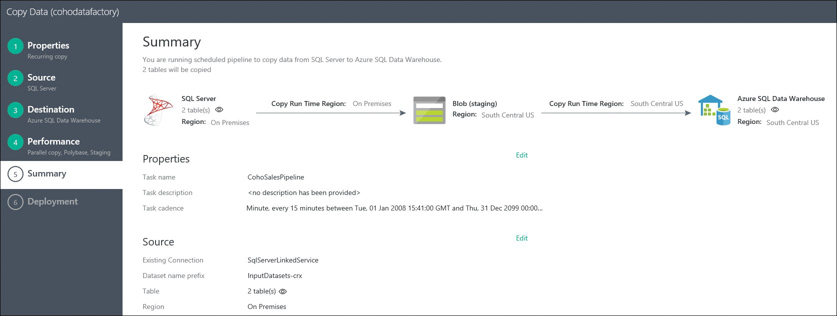 Copy Data (cohodatafactory)
1 Properties
Recurring copy
2 Source
SQL Server
3 Destination
Azure SQL Data Warehouse
4 Performance
Parallel copy, Polybase, Staging
5 Summary
6 Deployment
Summary
You are running scheduled pipeline to copy data from SQL Server to Azure SQL Data Warehouse.
2 tables will be copied
SQL Server
2 table(s)
Region: On Premises
Copy Run Time Region: On Premises
Blob (staging)
Region: South Central US
Copy Run Time Region: South Central US
SQL
Azure SQL Data Warehouse
2 table(s)
Region: South Central US
Properties Edit
Task name CohoSalesPipeline
Task description <no description has been provided>
Task cadence Minute, every 15 minutes between Tue, 01 Jan 2008 15:41:00 GMT and Thu, 31 Dec 2099 00:00...
Source Edit
Existing Connection SqlServerLinkedService
Dataset name prefix InputDatasets-crx
Table 2 table(s)
Region On Premises